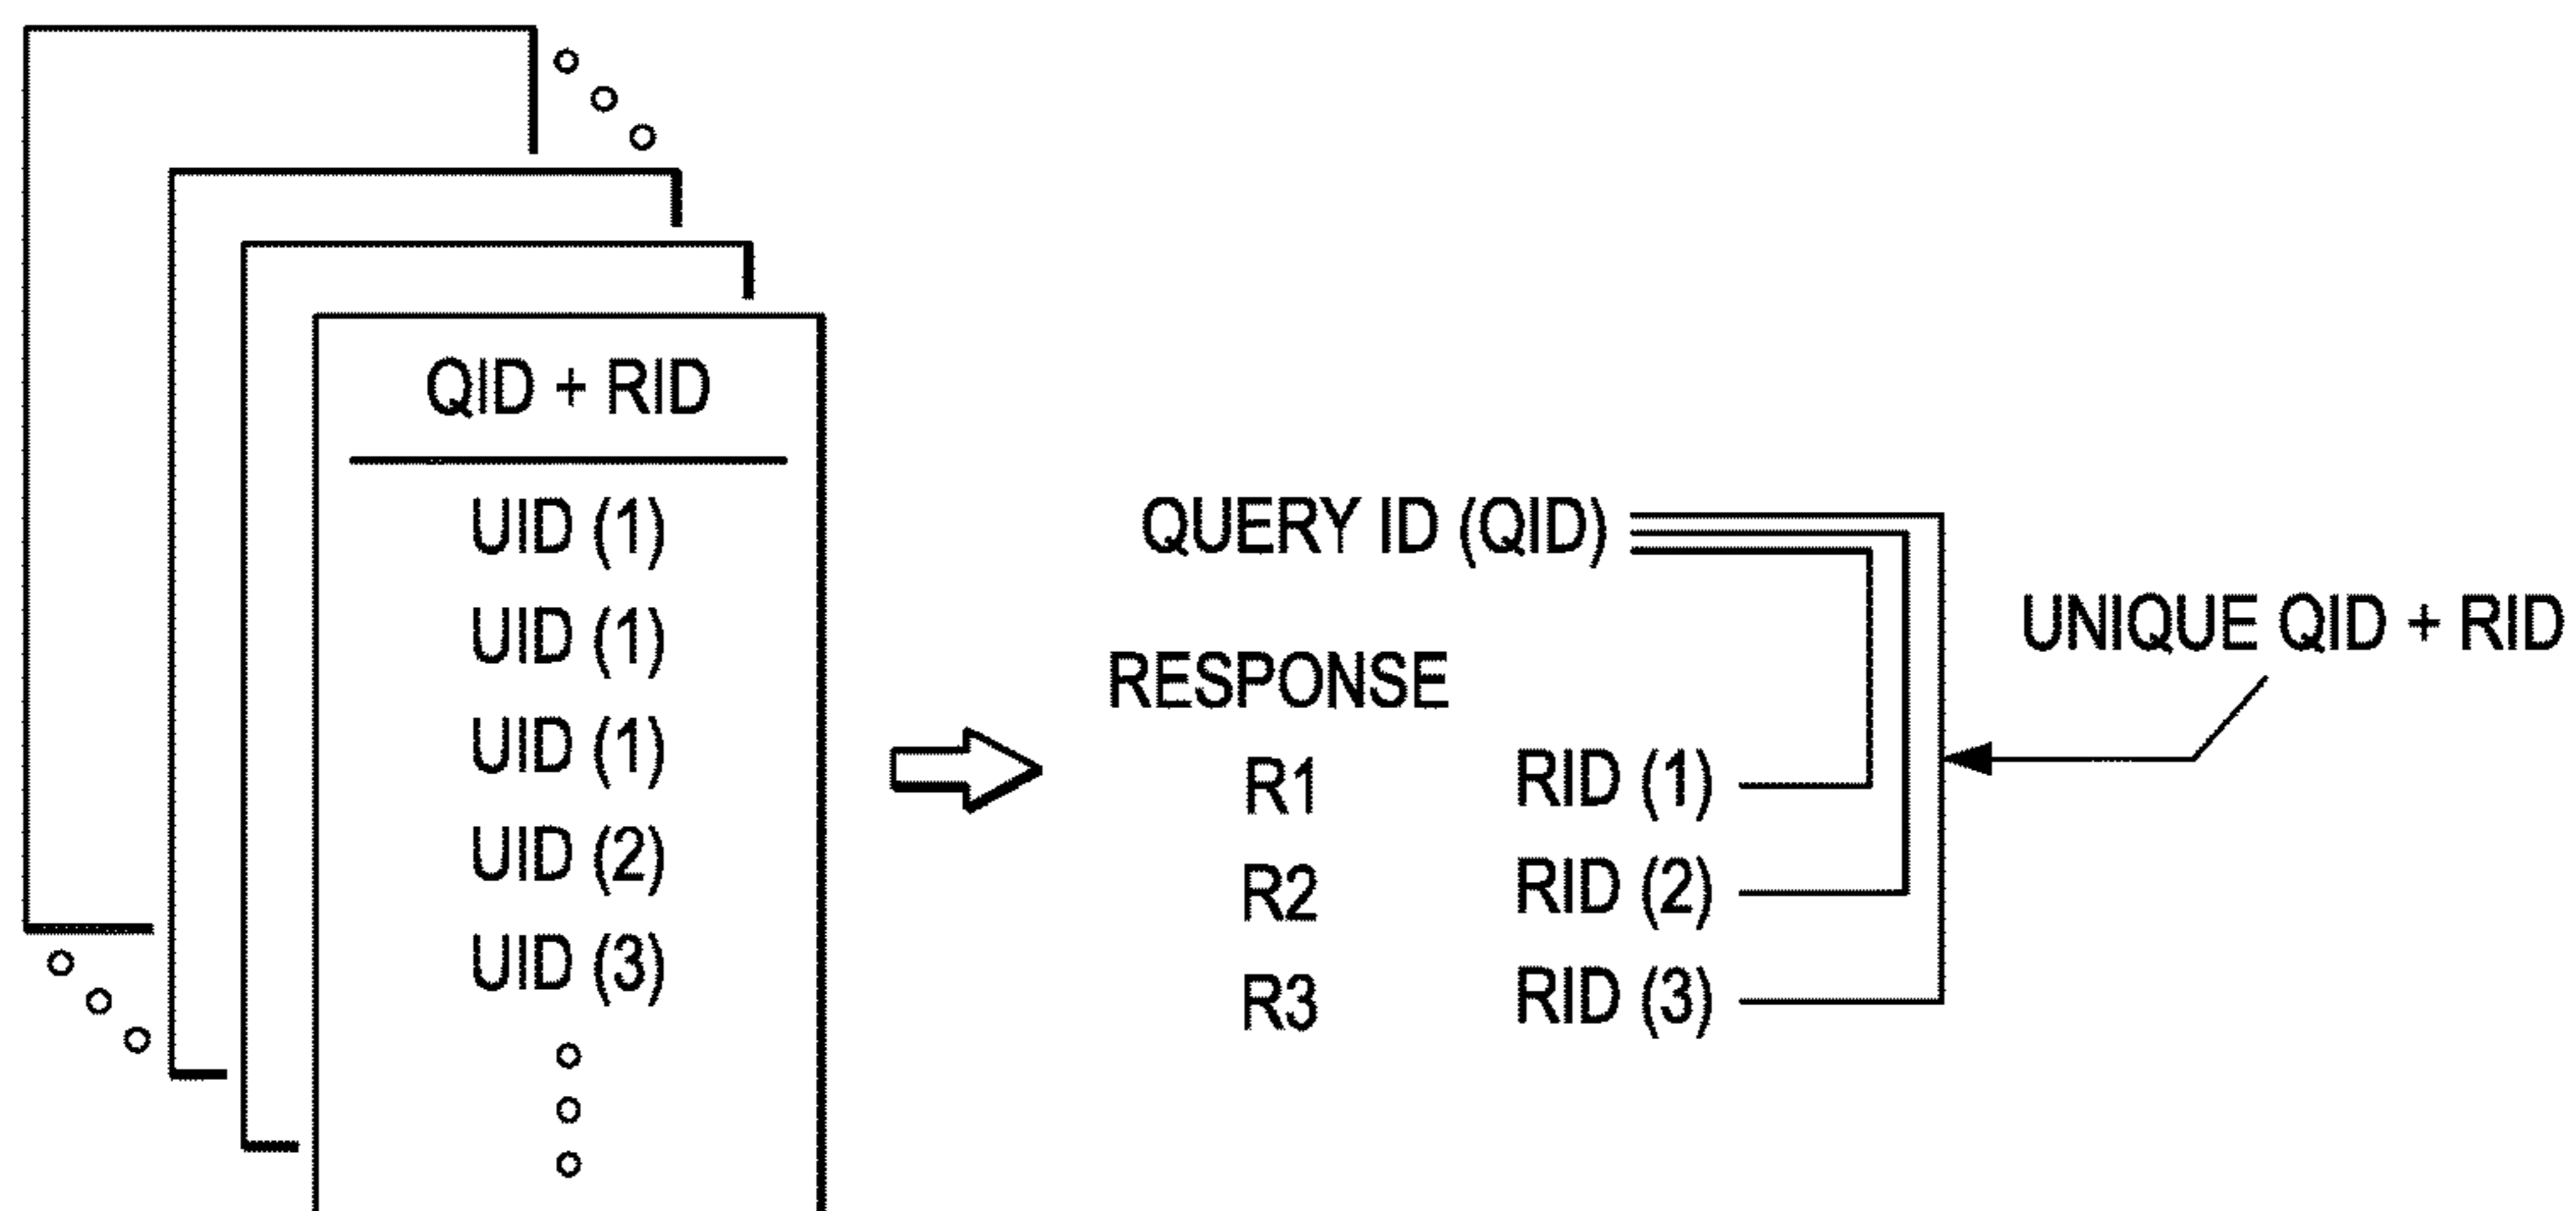 QID + RID
UID (1)
UID (1)
UID (1)
UID (2)
UID (3)
QUERY ID (QID)
RESPONSE
R1 RID (1)
R2 RID (2)
R3 RID (3)
UNIQUE QID + RID